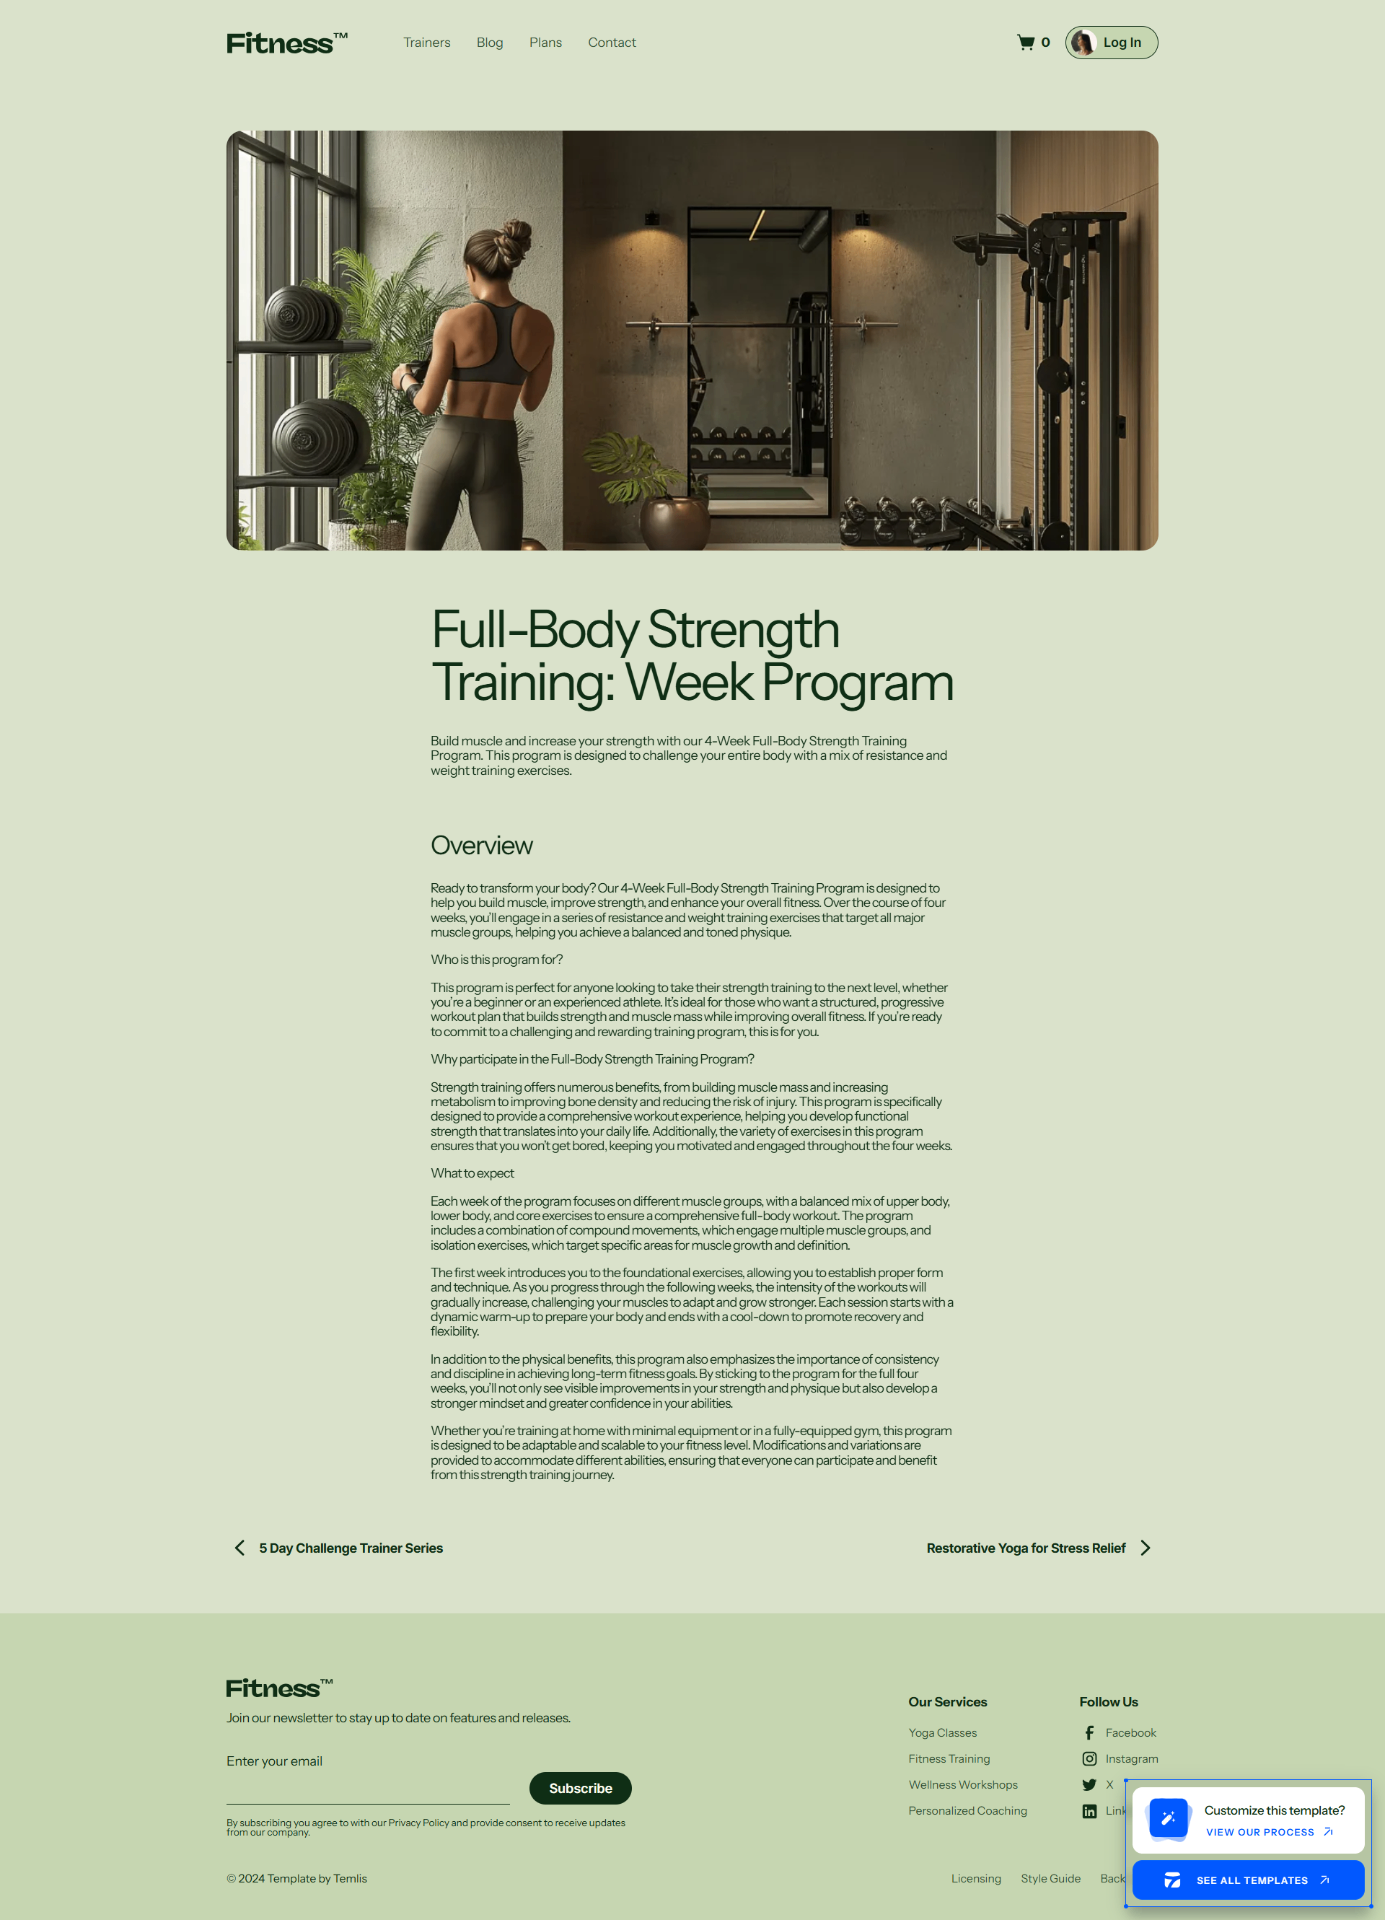 Fitness™
Trainers Blog Plans Contact
0 Log In
Full-Body Strength
Training: Week Program
Build muscle and increase your strength with our 4-Week Full-Body Strength Training
Program. This program is designed to challenge your entire body with a mix of resistance and
weight training exercises.
Overview
Ready to transform your body? Our 4-Week Full-Body Strength Training Program is designed to
help you build muscle, improve strength, and enhance your overall fitness. Over the course of four
weeks, you'll engage in a series of resistance and weight training exercises that target all major
muscle groups, helping you achieve a balanced and toned physique.
Who is this program for?
This program is perfect for anyone looking to take their strength training to the next level, whether
you're a beginner or an experienced athlete. It's ideal for those who want a structured, progressive
workout plan that builds strength and muscle mass while improving overall fitness. If you're ready
to commit to a challenging and rewarding training program, this is for you.
Why participate in the Full-Body Strength Training Program?
Strength training offers numerous benefits, from building muscle mass and increasing
metabolism to improving bone density and reducing the risk of injury. This program is specifically
designed to provide a comprehensive workout experience, helping you develop functional
strength that translates into your daily life. Additionally, the variety of exercises in this program
ensures that you won't get bored, keeping you motivated and engaged throughout the four weeks.
What to expect
Each week of the program focuses on different muscle groups, with a balanced mix of upper body,
lower body, and core exercises to ensure a comprehensive full-body workout. The program
includes a combination of compound movements, which engage multiple muscle groups, and
isolation exercises, which target specific areas for muscle growth and definition.
The first week introduces you to the foundational exercises, allowing you to establish proper form
and technique. As you progress through the following weeks, the intensity of the workouts will
gradually increase, challenging your muscles to adapt and grow stronger. Each session starts with a
dynamic warm-up to prepare your body and ends with a cool-down to promote recovery and
flexibility.
In addition to the physical benefits, this program also emphasizes the importance of consistency
and discipline in achieving long-term fitness goals. By sticking to the program for the full four
weeks, you'll not only see visible improvements in your strength and physique but also develop a
stronger mindset and greater confidence in your abilities.
Whether you're training at home with minimal equipment or in a fully-equipped gym, this program
is designed to be adaptable and scalable to your fitness level. Modifications and variations are
provided to accommodate different abilities, ensuring that everyone can participate and benefit
from this strength training journey.
5 Day Challenge Trainer Series
Restorative Yoga for Stress Relief
Fitness™
Join our newsletter to stay up to date on features and releases.
Enter your email
Subscribe
By subscribing you agree to with our Privacy Policy and provide consent to receive updates
from our company.
Our Services
Yoga Classes
Fitness Training
Wellness Workshops
Personalized Coaching
Follow Us
Facebook
Instagram
X
Link
© 2024 Template by Temlis
Licensing Style Guide Back
Customize this template?
VIEW OUR PROCESS
SEE ALL TEMPLATES